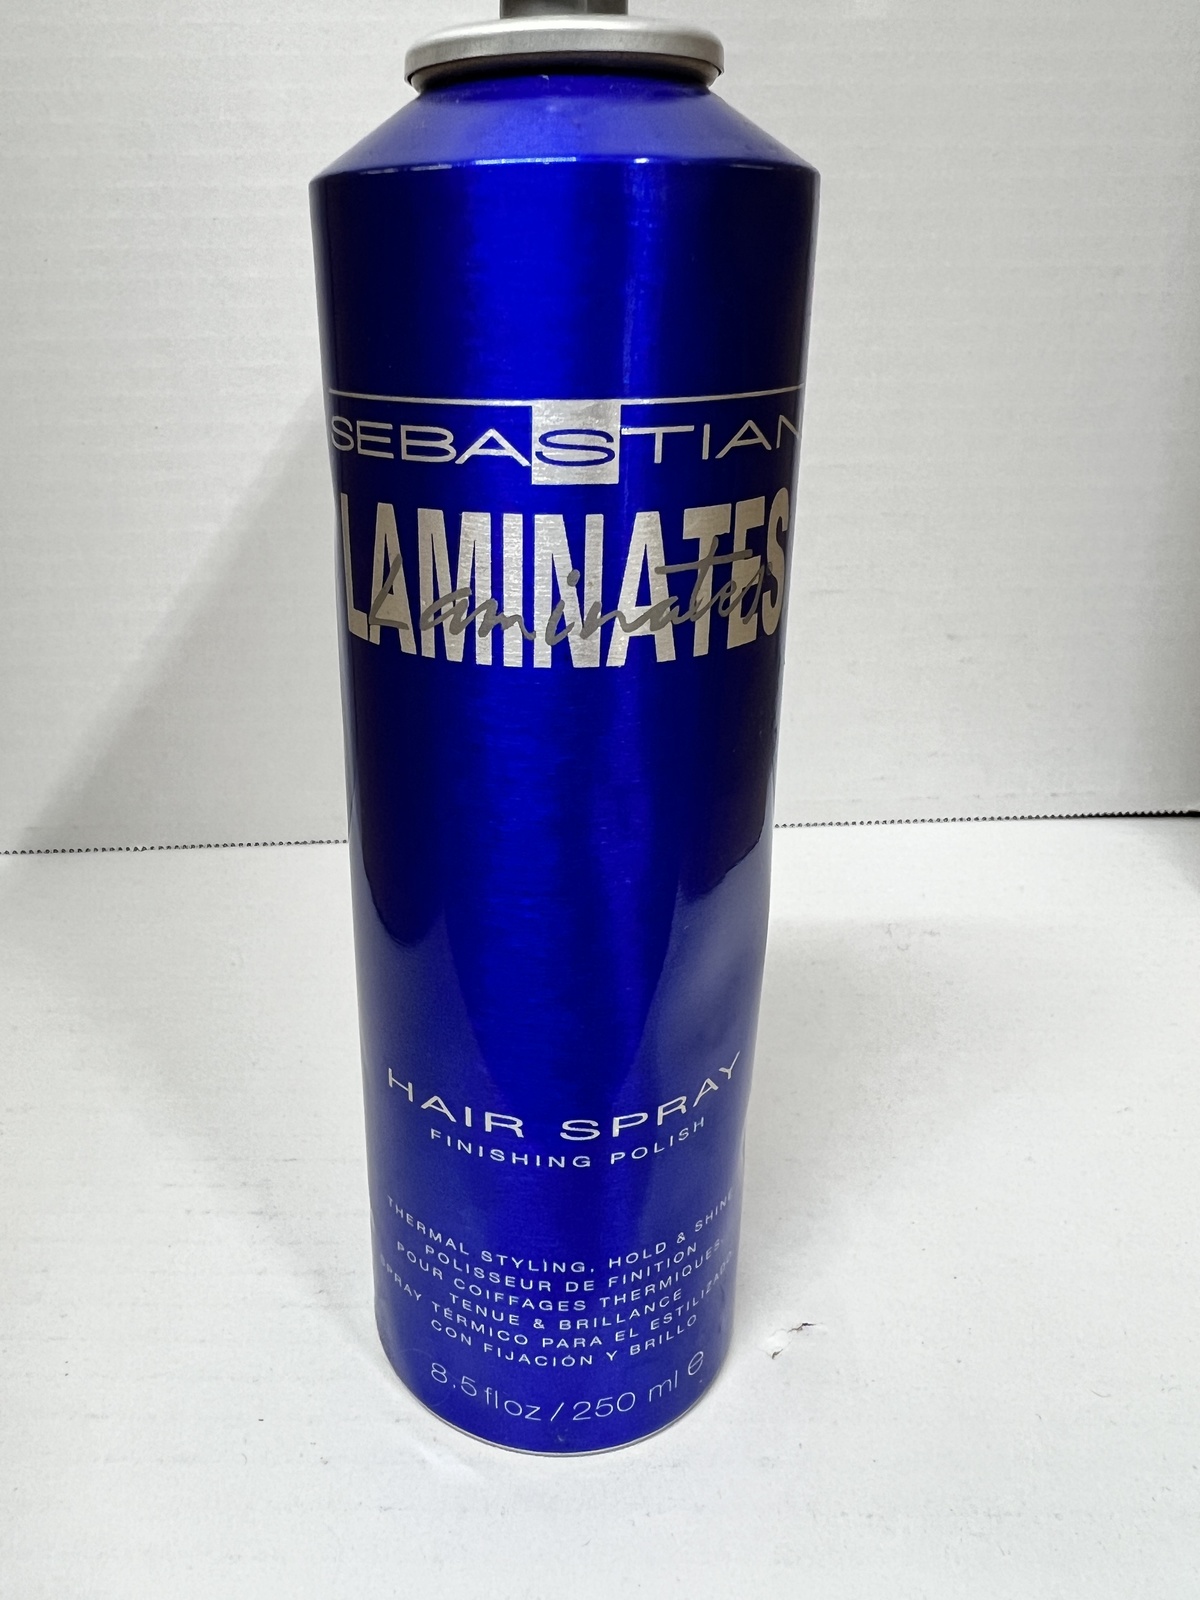 SEBASTIAN
LAMINATES
Laminates
HAIR SPRAY
FINISHING POLISH
THERMAL STYLING, HOLD & SHINE
POLISSEUR DE FINITION
POUR COIFFAGES THERMIQUES,
TENUE & BRILLANCE
SPRAY TÉRMICO PARA EL ESTILIZADO
CON FIJACIÓN Y BRILLO
8.5 fl oz / 250 ml ℮